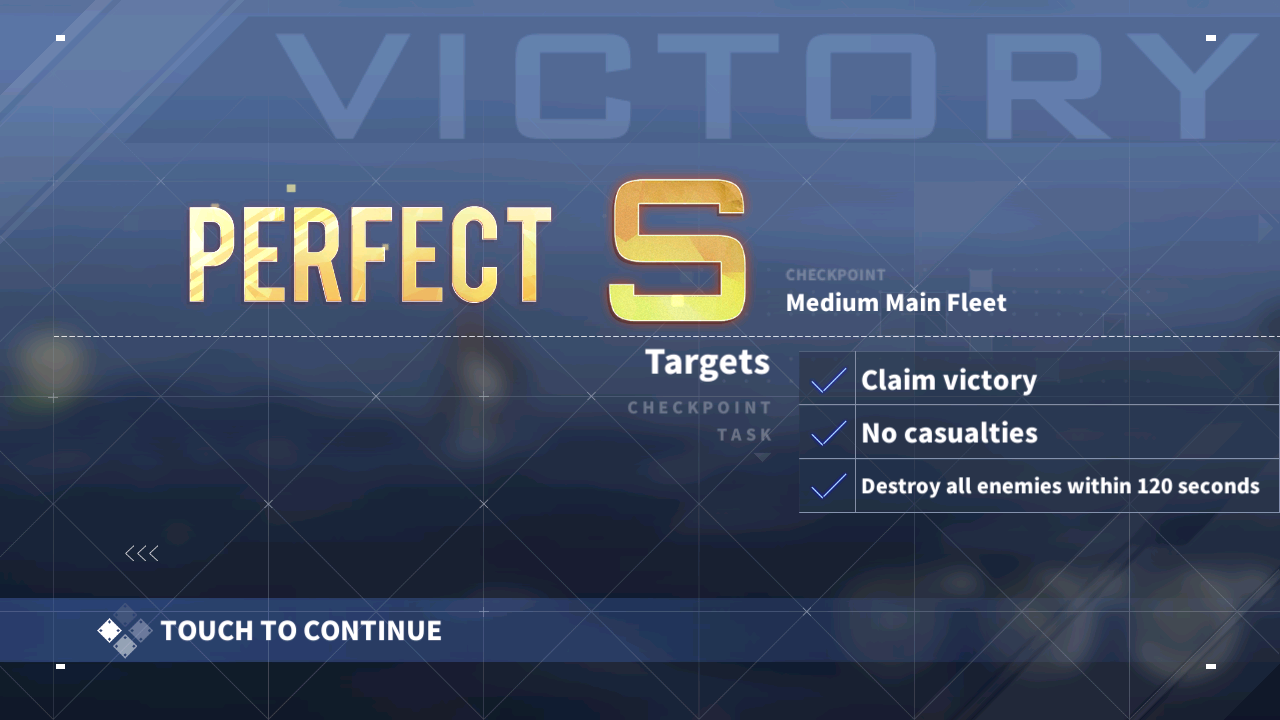 VICTORY
PERFECT S
CHECKPOINT
Medium Main Fleet
Targets
CHECKPOINT
TASK
Claim victory
No casualties
Destroy all enemies within 120 seconds
TOUCH TO CONTINUE